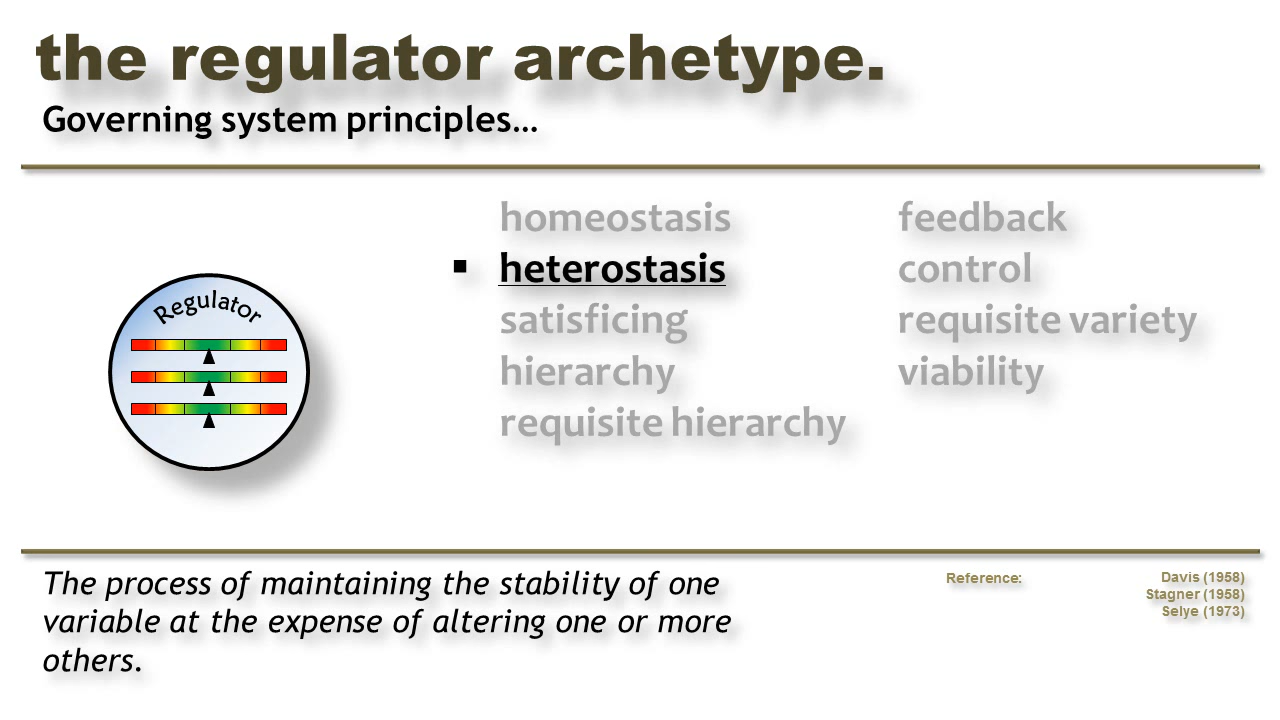 the regulator archetype.
Governing system principles…
Regulator
homeostasis
▪ heterostasis
satisficing
hierarchy
requisite hierarchy
feedback
control
requisite variety
viability
The process of maintaining the stability of one
variable at the expense of altering one or more
others.
Reference:
Davis (1958)
Stagner (1958)
Selye (1973)